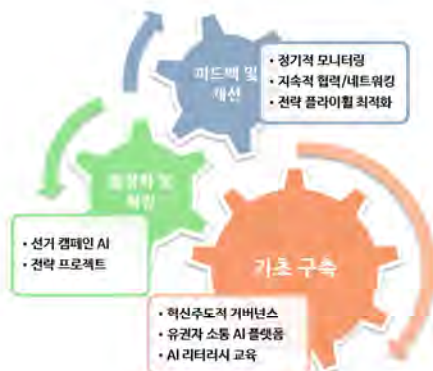 피드백 및
개선
• 정기적 모니터링
• 지속적 협력/네트워킹
• 전략 플라이휠 최적화
및
• 선거 캠페인 AI
• 전략 프로젝트
기초 구축
• 혁신주도적 거버넌스
• 유권자 소통 AI 플랫폼
• AI 리터러시 교육